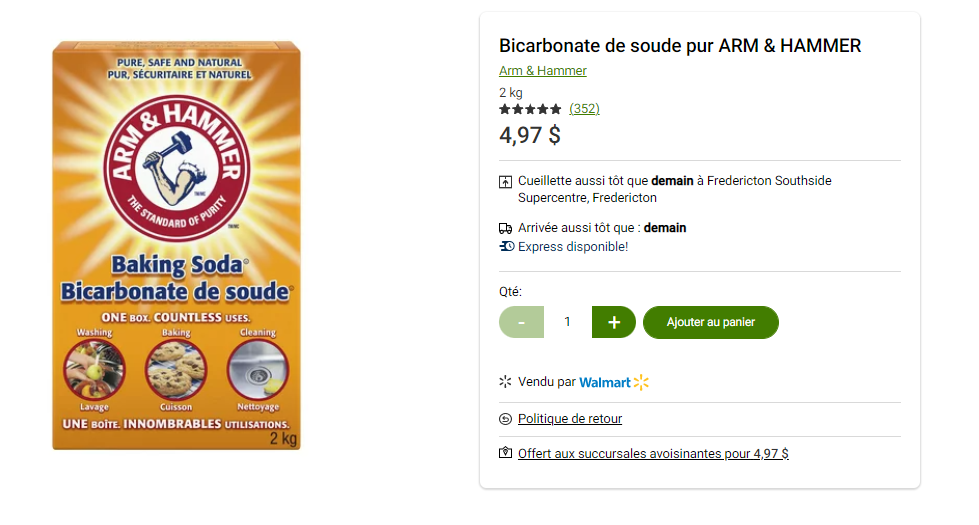 PURE, SAFE AND NATURAL
PUR, SÉCURITAIRE ET NATUREL
ARM & HAMMER
THE STANDARD OF PURITY
Baking Soda
Bicarbonate de soude
ONE BOX. COUNTLESS USES.
Washing Baking Cleaning
Lavage Cuisson Nettoyage
UNE BOÎTE. INNOMBRABLES UTILISATIONS.
2 kg
Bicarbonate de soude pur ARM & HAMMER
Arm & Hammer
2 kg
(352)
4,97 $
Cueillette aussi tôt que demain à Fredericton Southside
Supercentre, Fredericton
Arrivée aussi tôt que : demain
Express disponible!
Qté:
- 1 + Ajouter au panier
Vendu par Walmart
Politique de retour
Offert aux succursales avoisinantes pour 4,97 $